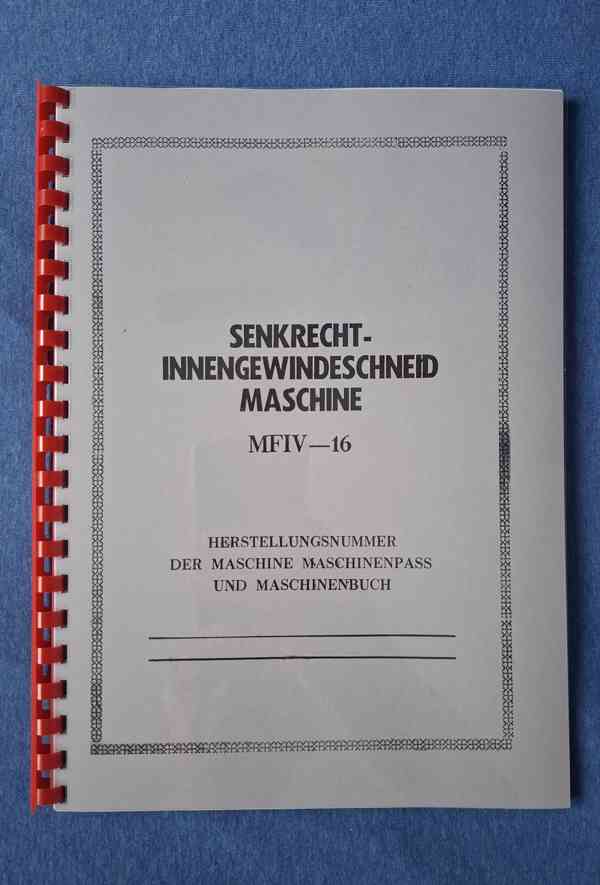 SENKRECHT-
INNENGEWINDESCHNEID
MASCHINE
MFIV—16
HERSTELLUNGSNUMMER
DER MASCHINE MASCHINENPASS
UND MASCHINENBUCH